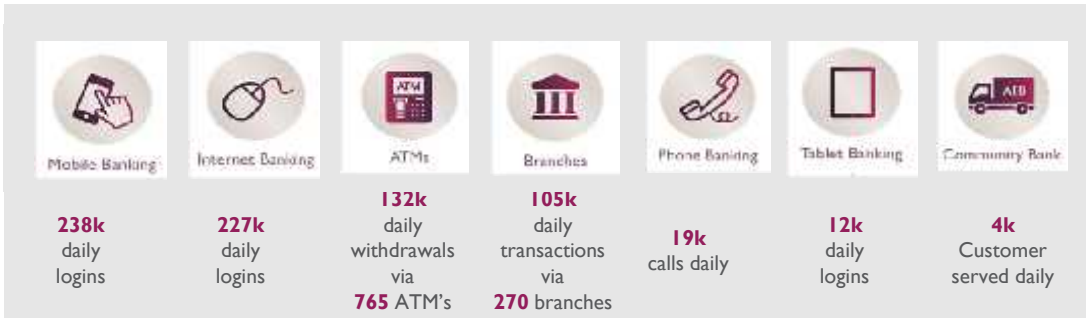 ATM
AIB
Mobile Banking
Internet Banking
ATMs
Branches
Phone Banking
Tablet Banking
Community Bank
238k
daily
logins
227k
daily
logins
132k
daily
withdrawals
via
765 ATM's
105k
daily
transactions
via
270 branches
19k
calls daily
12k
daily
logins
4k
Customer
served daily